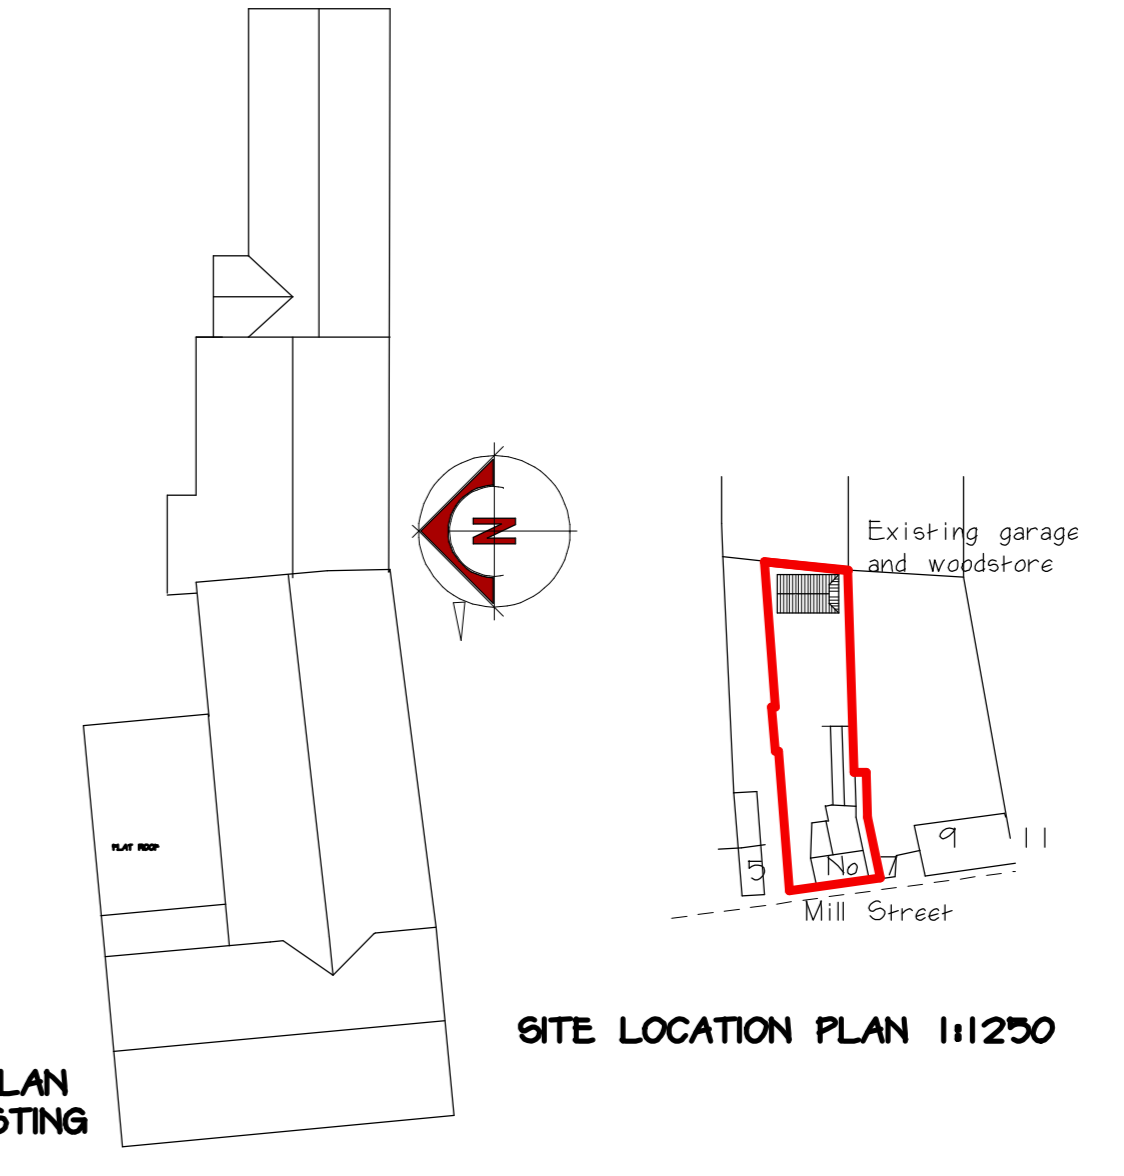 N
Existing garage
and woodstore
FLAT ROOF
9
11
5
No 7
Mill Street
SITE LOCATION PLAN 1:1250
LAN
STING